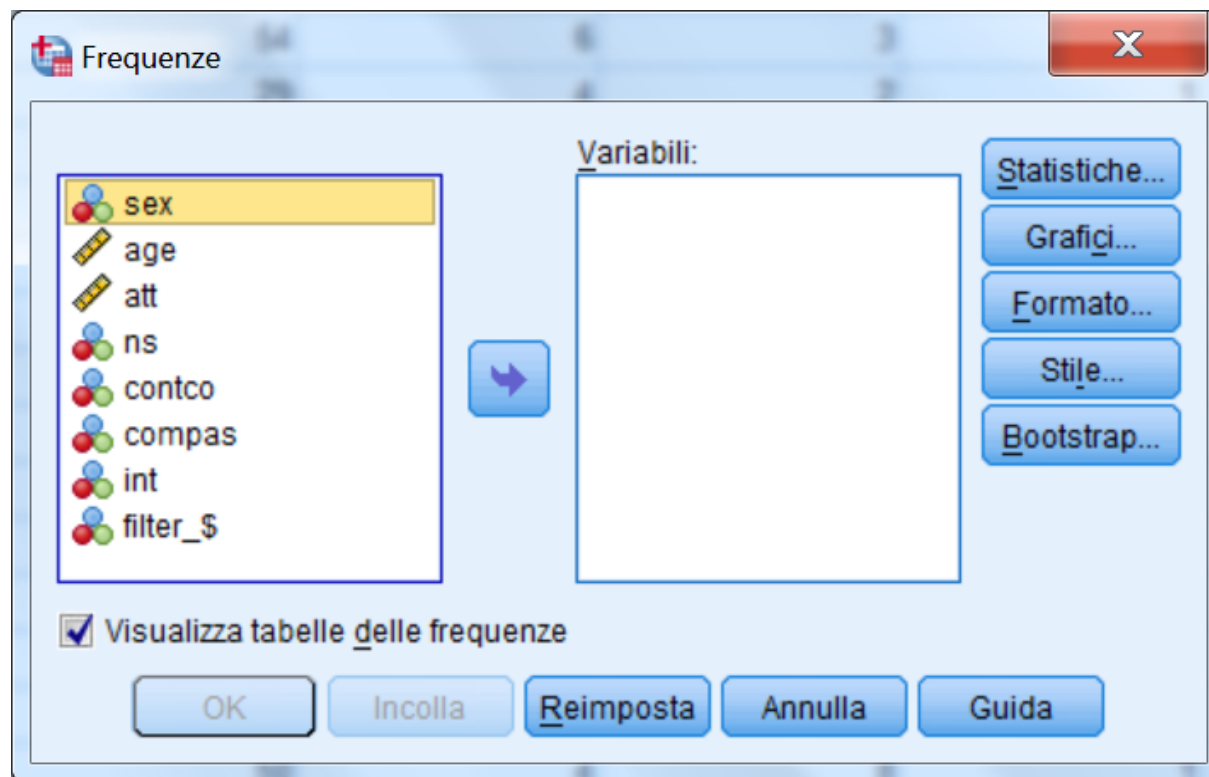 Frequenze
Variabili:
sex
age
att
ns
contco
compas
int
filter_$
Statistiche...
Grafici...
Formato...
Stile...
Bootstrap...
Visualizza tabelle delle frequenze
OK
Incolla
Reimposta
Annulla
Guida